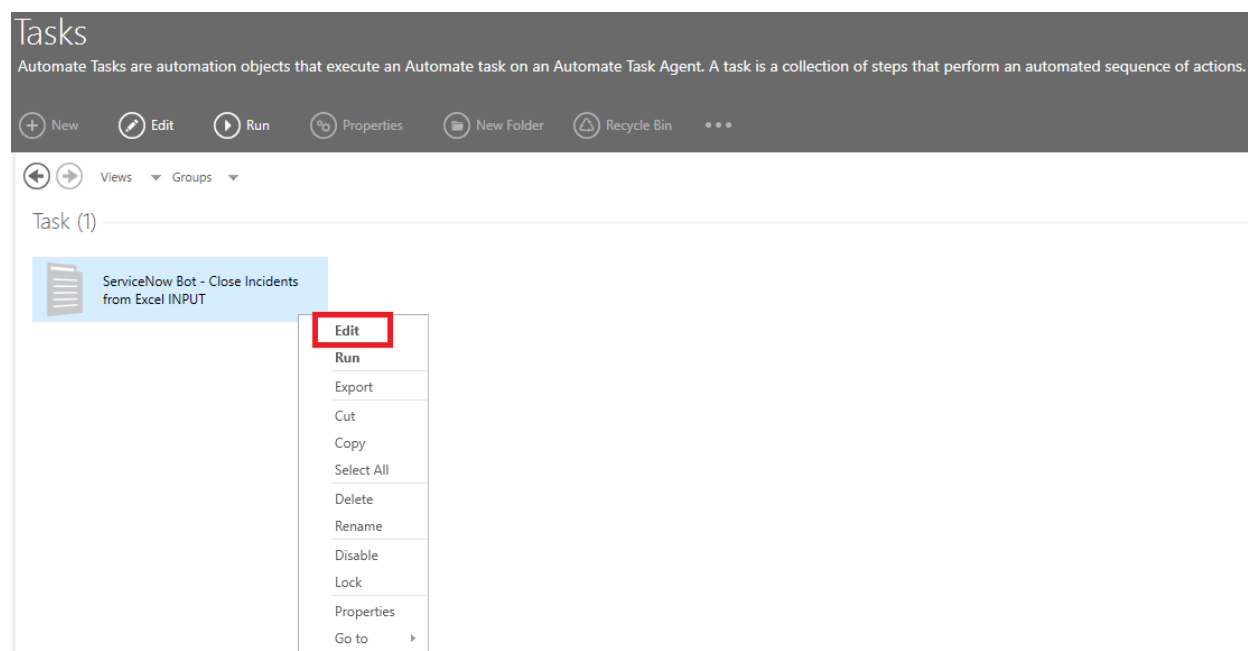 Tasks
Automate Tasks are automation objects that execute an Automate task on an Automate Task Agent. A task is a collection of steps that perform an automated sequence of actions.
New Edit Run Properties New Folder Recycle Bin •••
Views Groups
Task (1)
ServiceNow Bot - Close Incidents
from Excel INPUT
Edit
Run
Export
Cut
Copy
Select All
Delete
Rename
Disable
Lock
Properties
Go to